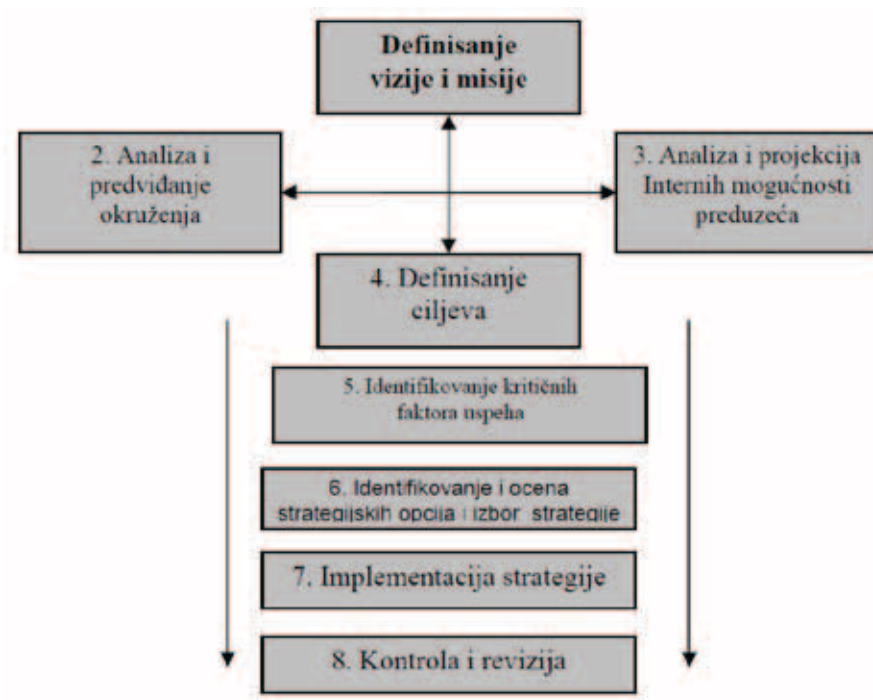 Definisanje
vizije i misije
2. Analiza i
predviđanje
okruženja
3. Analiza i projekcija
Internih mogućnosti
preduzeća
4. Definisanje
ciljeva
5. Identifikovanje kritičnih
faktora uspeha
6. Identifikovanje i ocena
strategijskih opcija i izbor strategije
7. Implementacija strategije
8. Kontrola i revizija